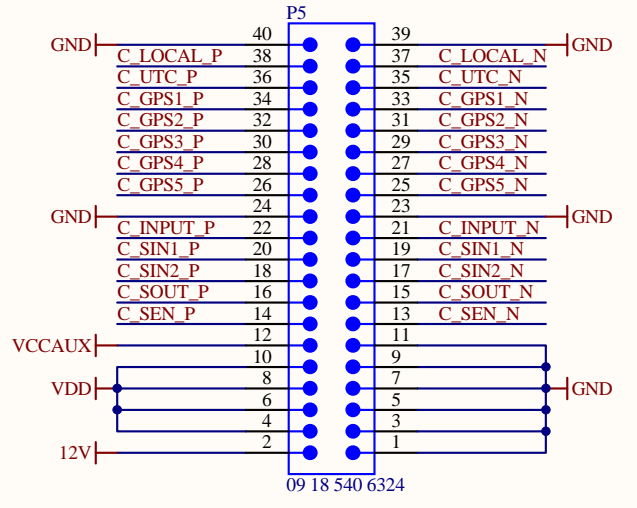 P5
GND 40 39 GND
C_LOCAL_P 38 37 C_LOCAL_N
C_UTC_P 36 35 C_UTC_N
C_GPS1_P 34 33 C_GPS1_N
C_GPS2_P 32 31 C_GPS2_N
C_GPS3_P 30 29 C_GPS3_N
C_GPS4_P 28 27 C_GPS4_N
C_GPS5_P 26 25 C_GPS5_N
GND 24 23 GND
C_INPUT_P 22 21 C_INPUT_N
C_SIN1_P 20 19 C_SIN1_N
C_SIN2_P 18 17 C_SIN2_N
C_SOUT_P 16 15 C_SOUT_N
C_SEN_P 14 13 C_SEN_N
VCCAUX 12 11
10 9
VDD 8 7 GND
6 5
4 3
12V 2 1
09 18 540 6324